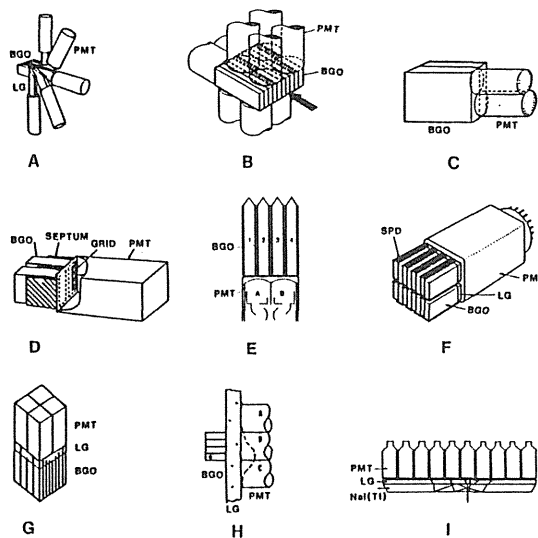 BGO
PMT
LG
A
PMT
BGO
B
BGO
PMT
C
BGO
SEPTUM
GRID
PMT
D
BGO
1 2 3 4
PMT
A B
E
SPD
PM
LG
BGO
F
PMT
LG
BGO
G
A
B
C
BGO
LG
PMT
H
PMT
LG
NaI(Tl)
I